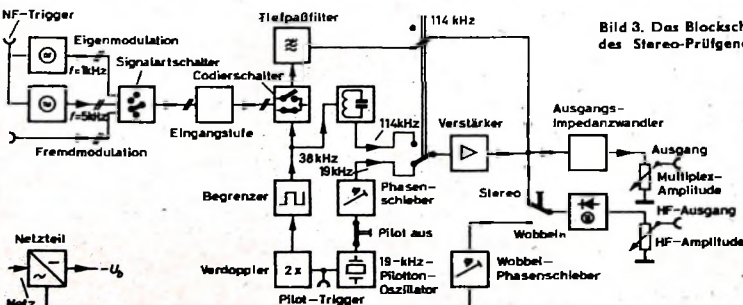 NF-Trigger
Eigenmodulation
f=1kHz
Signalartschalter
f=5kHz
Fremdmodulation
Eingangstufe
Tiefpaßfilter
Codierschalter
114 kHz
Bild 3. Das Blocksch
des Stereo-Prüfgen
114kHz
38kHz
19kHz
Verstärker
Ausgangs-
Impedanzwandler
Ausgang
Multiplex-
Amplitude
Begrenzer
Phasen-
schieber
Stereo
HF-Ausgang
HF-Amplitude
Wobbeln
Pilot aus
Netzteil
-Ub
Netz
Verdoppler
2x
19-kHz-
Pilotton-
Oszillator
Pilot-Trigger
Wobbel-
Phasenschieber